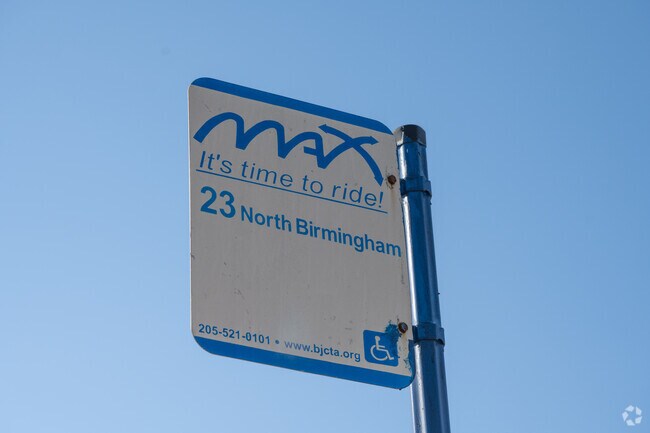 MAX
It's time to ride!
23 North Birmingham
205-521-0101 • www.bjcta.org